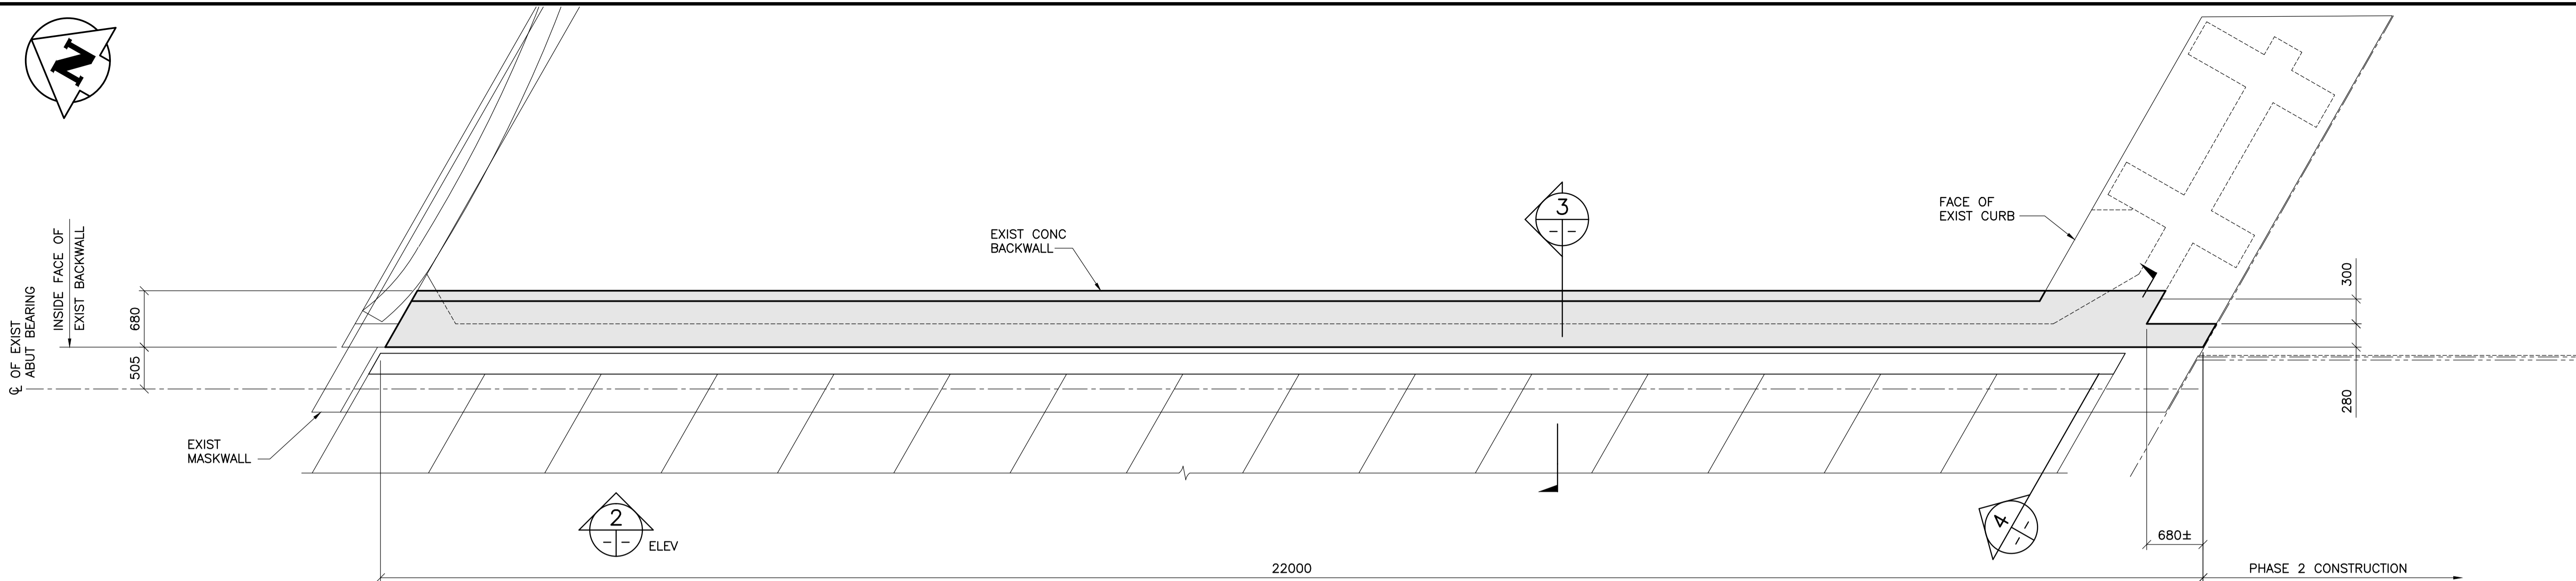 N
3
FACE OF
EXIST CURB
EXIST CONC
BACKWALL
INSIDE FACE OF
EXIST BACKWALL
℄ OF EXIST
ABUT BEARING
680
505
300
280
EXIST
MASKWALL
2
ELEV
4
680±
22000
PHASE 2 CONSTRUCTION